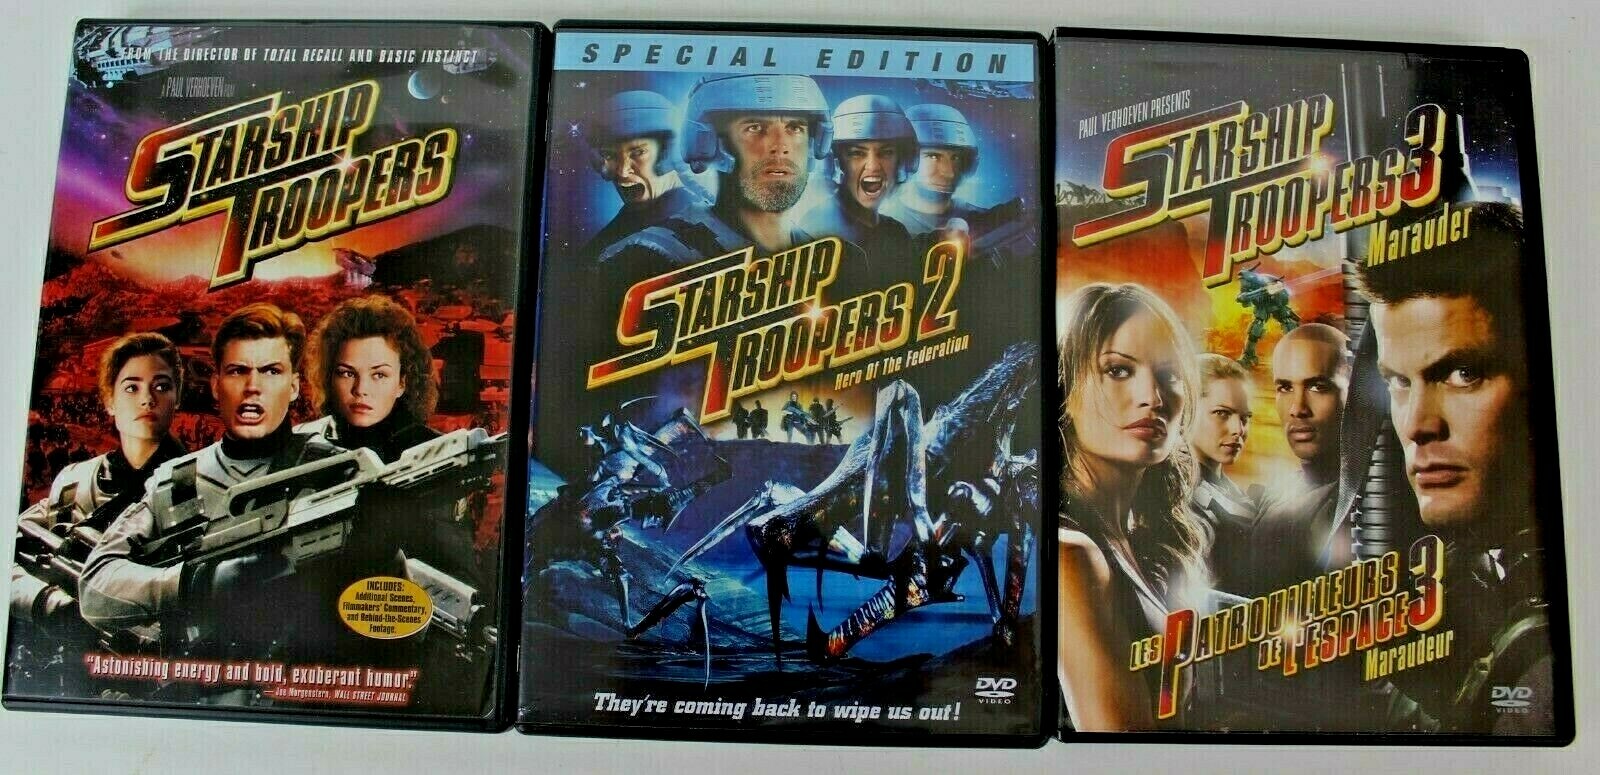 FROM THE DIRECTOR OF TOTAL RECALL AND BASIC INSTINCT
A PAUL VERHOEVEN FILM
STARSHIP
TROOPERS
INCLUDES:
Additional Scenes,
Filmmakers' Commentary,
and Behind-the-Scenes
Footage.
"Astonishing energy and bold, exuberant humor."
— Joe Morgenstern, WALL STREET JOURNAL
SPECIAL EDITION
STARSHIP
TROOPERS 2
Hero Of The Federation
They're coming back to wipe us out!
DVD
VIDEO
PAUL VERHOEVEN PRESENTS
STARSHIP
TROOPERS 3
Marauder
LES PATROUILLEURS
DE L'ESPACE 3
Maraudeur
DVD
VIDEO